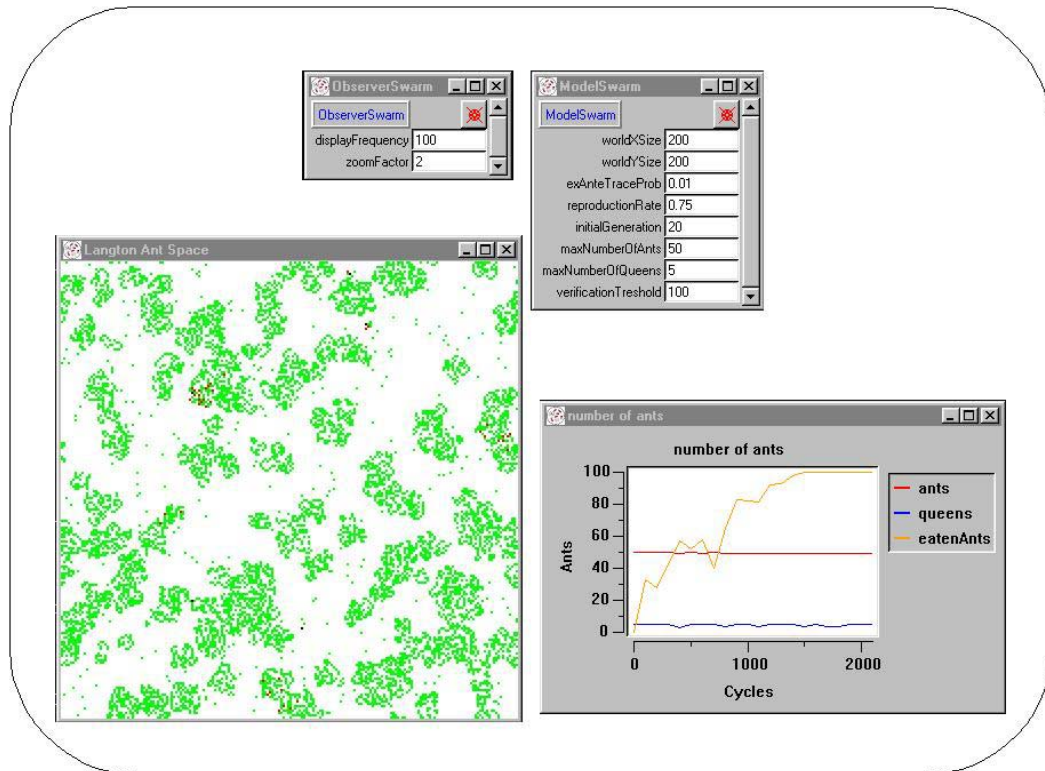 ObserverSwarm
ObserverSwarm
displayFrequency 100
zoomFactor 2
ModelSwarm
ModelSwarm
worldXSize 200
worldYSize 200
exAnteTraceProb 0.01
reproductionRate 0.75
initialGeneration 20
maxNumberOfAnts 50
maxNumberOfQueens 5
verificationTreshold 100
Langton Ant Space
number of ants
number of ants
100
80
60
40
20
0
Ants
0 1000 2000
Cycles
ants
queens
eatenAnts